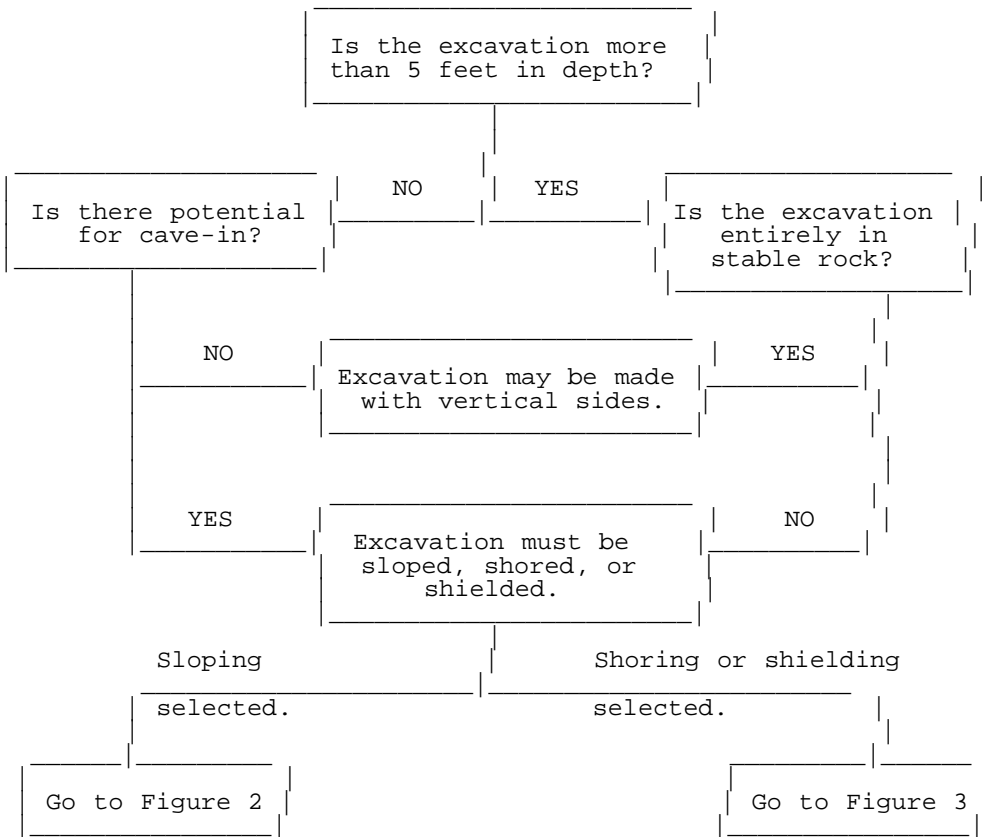 Is the excavation more
than 5 feet in depth?
NO YES
Is there potential
for cave-in?
Is the excavation
entirely in
stable rock?
NO YES
Excavation may be made
with vertical sides.
YES NO
Excavation must be
sloped, shored, or
shielded.
Sloping
selected.
Shoring or shielding
selected.
Go to Figure 2
Go to Figure 3